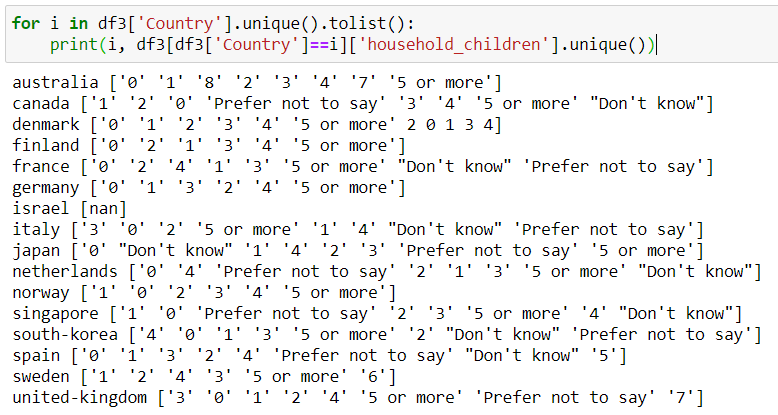 for i in df3['Country'].unique().tolist():
    print(i, df3[df3['Country']==i]['household_children'].unique())
australia ['0' '1' '8' '2' '3' '4' '7' '5 or more']
canada ['1' '2' '0' 'Prefer not to say' '3' '4' '5 or more' "Don't know"]
denmark ['0' '1' '2' '3' '4' '5 or more' 2 0 1 3 4]
finland ['0' '2' '1' '3' '4' '5 or more']
france ['0' '2' '4' '1' '3' '5 or more' "Don't know" 'Prefer not to say']
germany ['0' '1' '3' '2' '4' '5 or more']
israel [nan]
italy ['3' '0' '2' '5 or more' '1' '4' "Don't know" 'Prefer not to say']
japan ['0' "Don't know" '1' '4' '2' '3' 'Prefer not to say' '5 or more']
netherlands ['0' '4' 'Prefer not to say' '2' '1' '3' '5 or more' "Don't know"]
norway ['1' '0' '2' '3' '4' '5 or more']
singapore ['1' '0' 'Prefer not to say' '2' '3' '5 or more' '4' "Don't know"]
south-korea ['4' '0' '1' '3' '5 or more' '2' "Don't know" 'Prefer not to say']
spain ['0' '1' '3' '2' '4' 'Prefer not to say' "Don't know" '5']
sweden ['1' '2' '4' '3' '5 or more' '6']
united-kingdom ['3' '0' '1' '2' '4' '5 or more' 'Prefer not to say' '7']